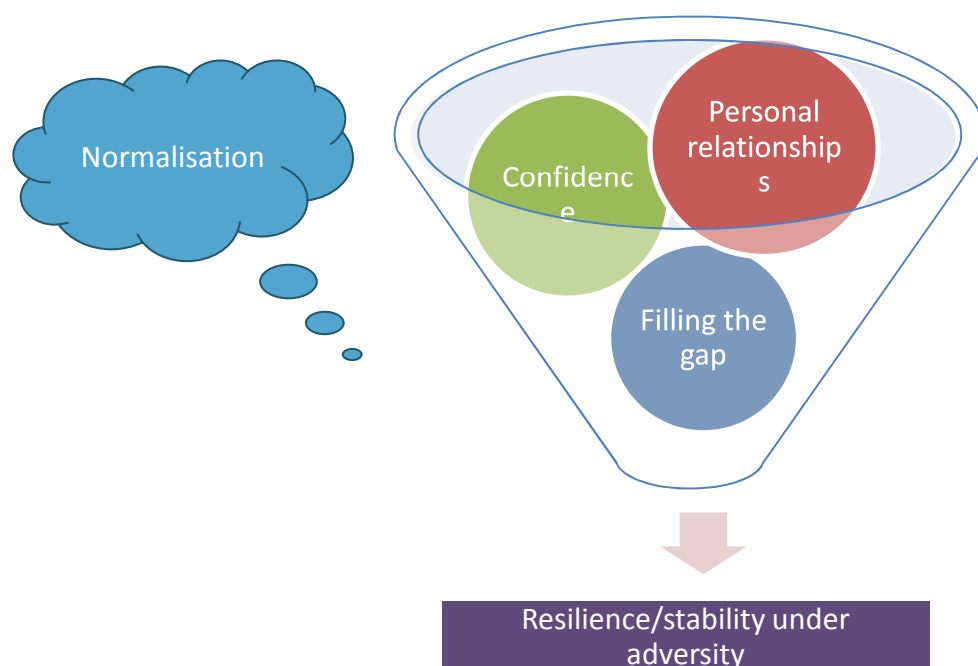 Normalisation
Personal
relationship
s
Confidenc
e
Filling the
gap
Resilience/stability under
adversity